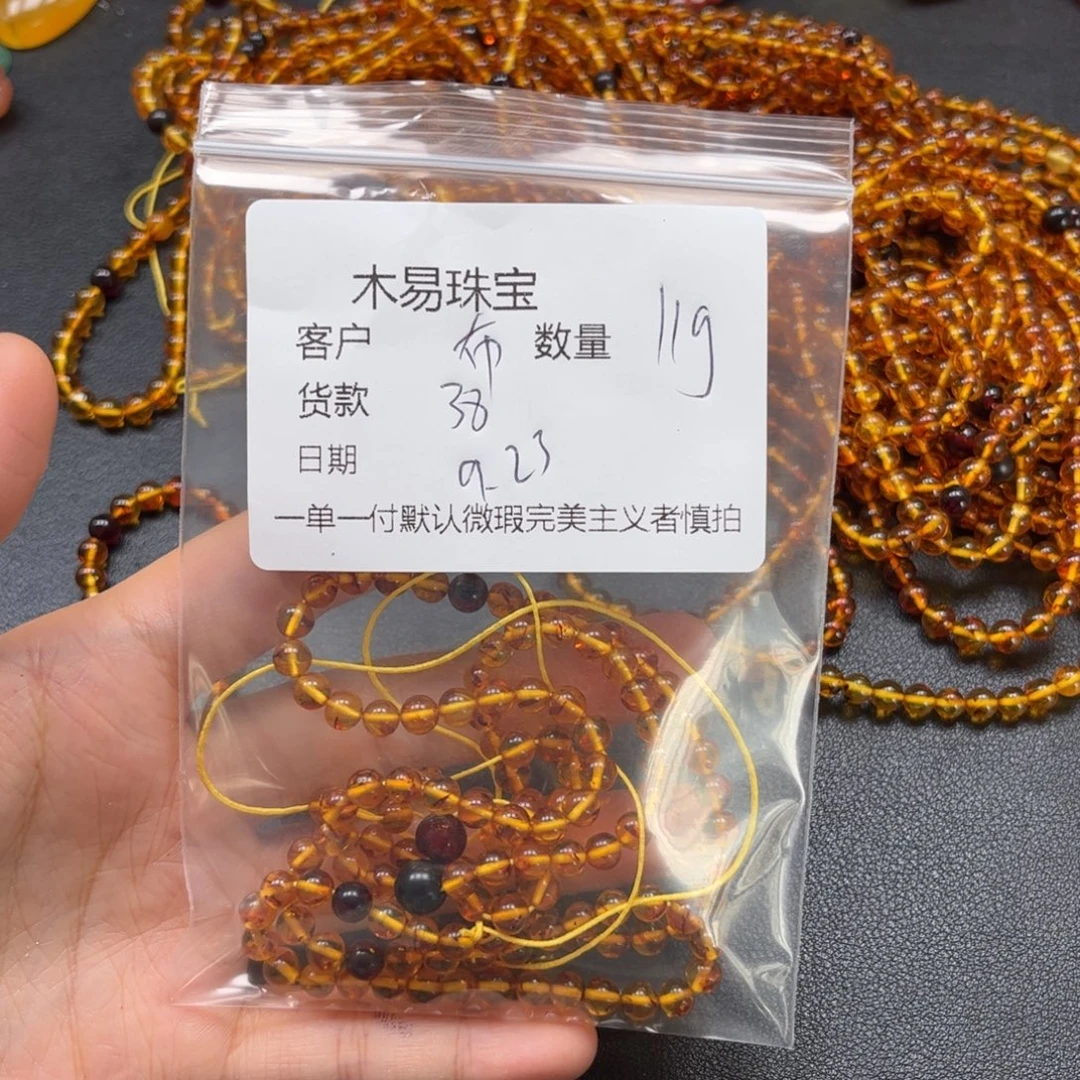 木易珠宝
客户 布 数量 11g
货款 38
日期 9.23
一单一付默认微瑕完美主义者慎拍